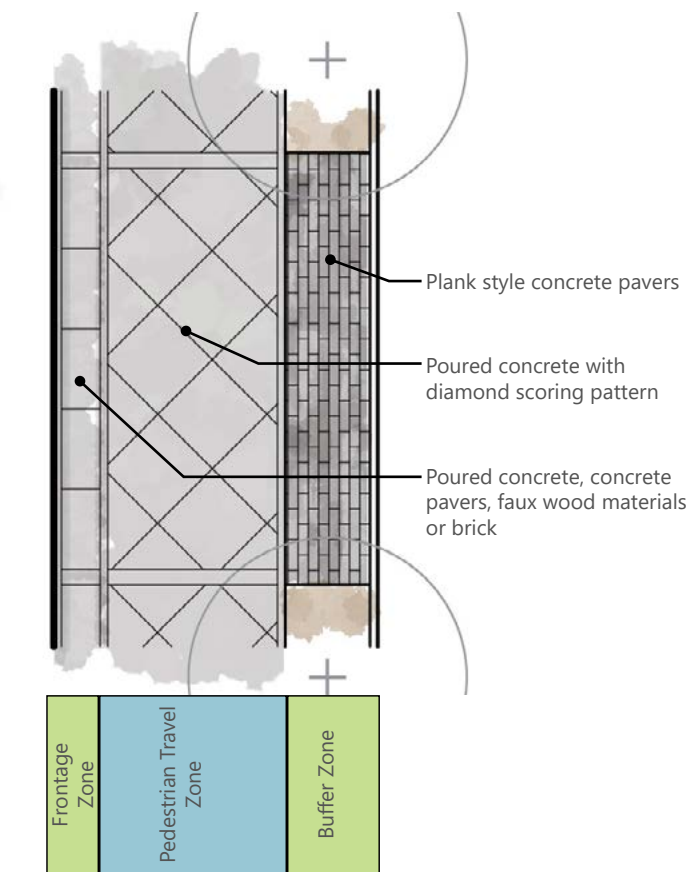 Plank style concrete pavers
Poured concrete with
diamond scoring pattern
Poured concrete, concrete
pavers, faux wood materials
or brick
Frontage
Zone
Pedestrian Travel
Zone
Buffer Zone